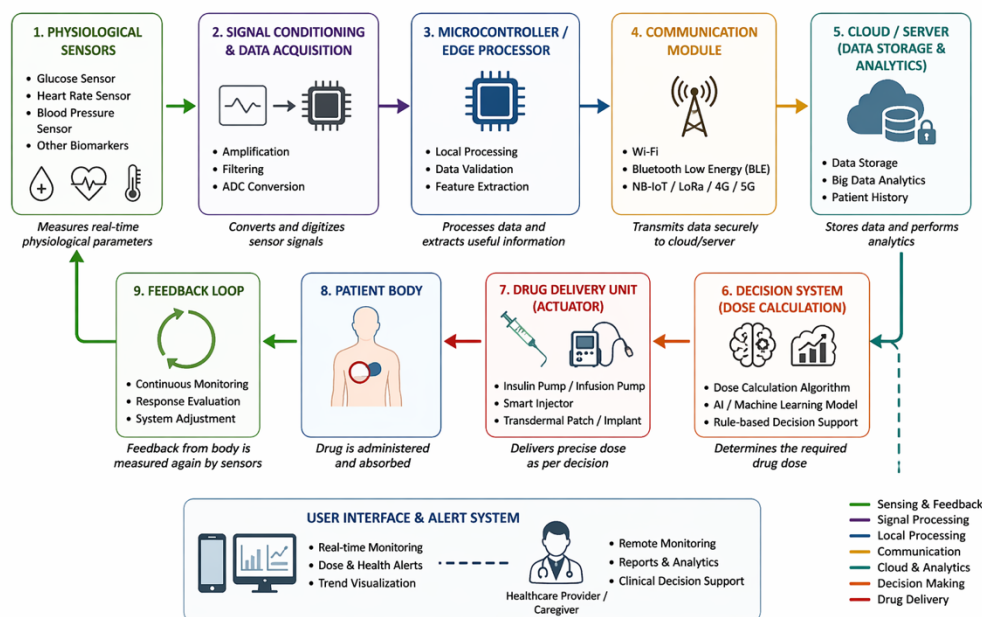 1. PHYSIOLOGICAL
SENSORS
• Glucose Sensor
• Heart Rate Sensor
• Blood Pressure
Sensor
• Other Biomarkers
Measures real-time
physiological parameters
2. SIGNAL CONDITIONING
& DATA ACQUISITION
• Amplification
• Filtering
• ADC Conversion
Converts and digitizes
sensor signals
3. MICROCONTROLLER /
EDGE PROCESSOR
• Local Processing
• Data Validation
• Feature Extraction
Processes data and
extracts useful information
4. COMMUNICATION
MODULE
• Wi-Fi
• Bluetooth Low Energy (BLE)
• NB-IoT / LoRa / 4G / 5G
Transmits data securely
to cloud/server
5. CLOUD / SERVER
(DATA STORAGE &
ANALYTICS)
• Data Storage
• Big Data Analytics
• Patient History
Stores data and performs
analytics
9. FEEDBACK LOOP
• Continuous Monitoring
• Response Evaluation
• System Adjustment
Feedback from body is
measured again by sensors
8. PATIENT BODY
Drug is administered
and absorbed
7. DRUG DELIVERY UNIT
(ACTUATOR)
• Insulin Pump / Infusion Pump
• Smart Injector
• Transdermal Patch / Implant
Delivers precise dose
as per decision
6. DECISION SYSTEM
(DOSE CALCULATION)
• Dose Calculation Algorithm
• AI / Machine Learning Model
• Rule-based Decision Support
Determines the required
drug dose
USER INTERFACE & ALERT SYSTEM
• Real-time Monitoring
• Dose & Health Alerts
• Trend Visualization
Healthcare Provider /
Caregiver
• Remote Monitoring
• Reports & Analytics
• Clinical Decision Support
Sensing & Feedback
Signal Processing
Local Processing
Communication
Cloud & Analytics
Decision Making
Drug Delivery